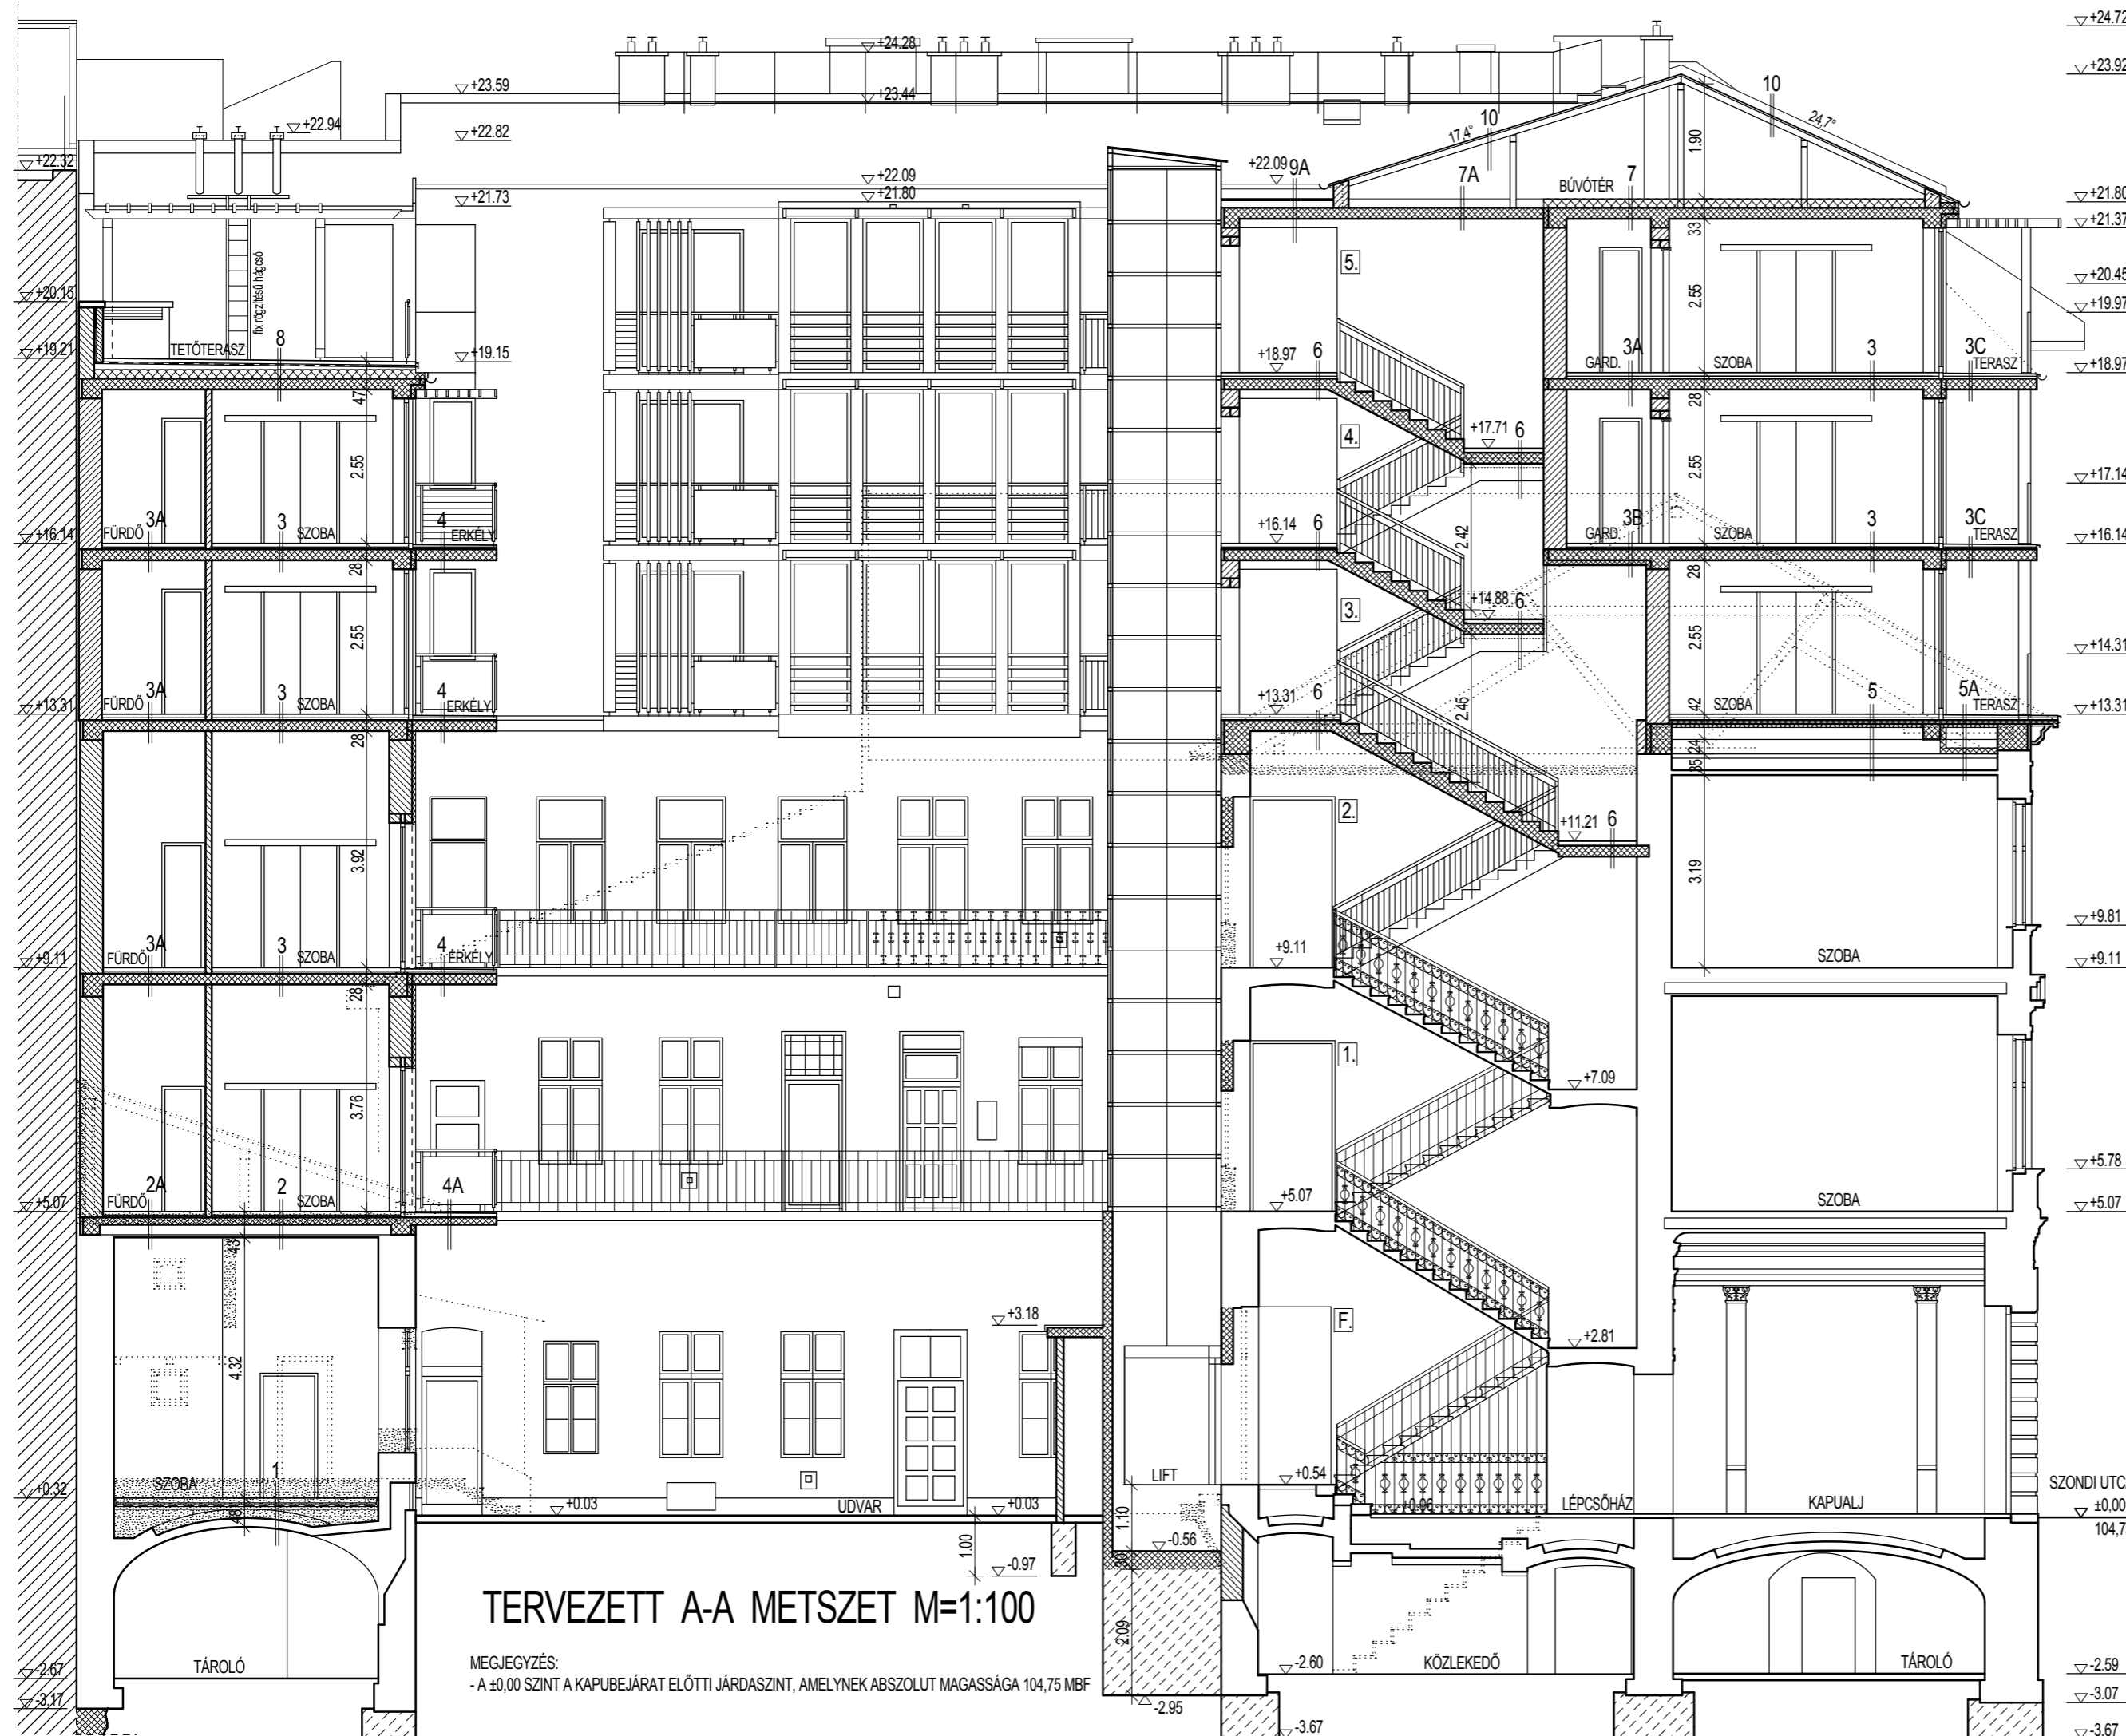 +24.72
+24.28
+23.92
+23.59
+23.44
10
10
24,7°
17,4°
+22.94
+22.82
1.90
+22.32
+22.09
+22.09
9A
7A
7
BÚVÓTÉR
+21.73
+21.80
+21.80
+21.37
33
fix rögzítésű hágcső
5.
+20.45
+20.15
2.55
+19.97
TETŐTERASZ
8
+19.21
+19.15
+18.97
6
GARD.
3A
SZOBA
3
3C
TERASZ
+18.97
47
28
4.
+17.71
6
2.55
2.55
+17.14
FÜRDŐ
3A
3
SZOBA
4
ERKÉLY
+16.14
+16.14
6
2.42
GARD.
3B
SZOBA
3
3C
TERASZ
+16.14
28
28
3.
+14.88
6
2.55
2.55
+14.31
FÜRDŐ
3A
3
SZOBA
4
ERKÉLY
+13.31
+13.31
6
2.45
42
SZOBA
5
5A
TERASZ
+13.31
28
24
35
2.
+11.21
6
3.92
3.19
+9.81
FÜRDŐ
3A
3
SZOBA
4
ERKÉLY
+9.11
+9.11
SZOBA
+9.11
28
1.
+7.09
3.76
+5.78
FÜRDŐ
2A
2
SZOBA
4A
+5.07
+5.07
SZOBA
+5.07
43
+3.18
F.
+2.81
4.32
SZOBA
1
+0.32
+0.03
UDVAR
+0.03
LIFT
+0.54
+0.06
LÉPCSŐHÁZ
KAPUALJ
SZONDI UTC
±0,00
104,7
48
1.10
1.00
-0.56
-0.97
30
TERVEZETT A-A METSZET M=1:100
2.09
MEGJEGYZÉS:
- A ±0,00 SZINT A KAPUBEJÁRAT ELŐTTI JÁRDASZINT, AMELYNEK ABSZOLUT MAGASSÁGA 104,75 MBF
TÁROLÓ
-2.67
-2.60
KÖZLEKEDŐ
TÁROLÓ
-2.59
-3.17
-2.95
-3.07
-3.67
-3.67